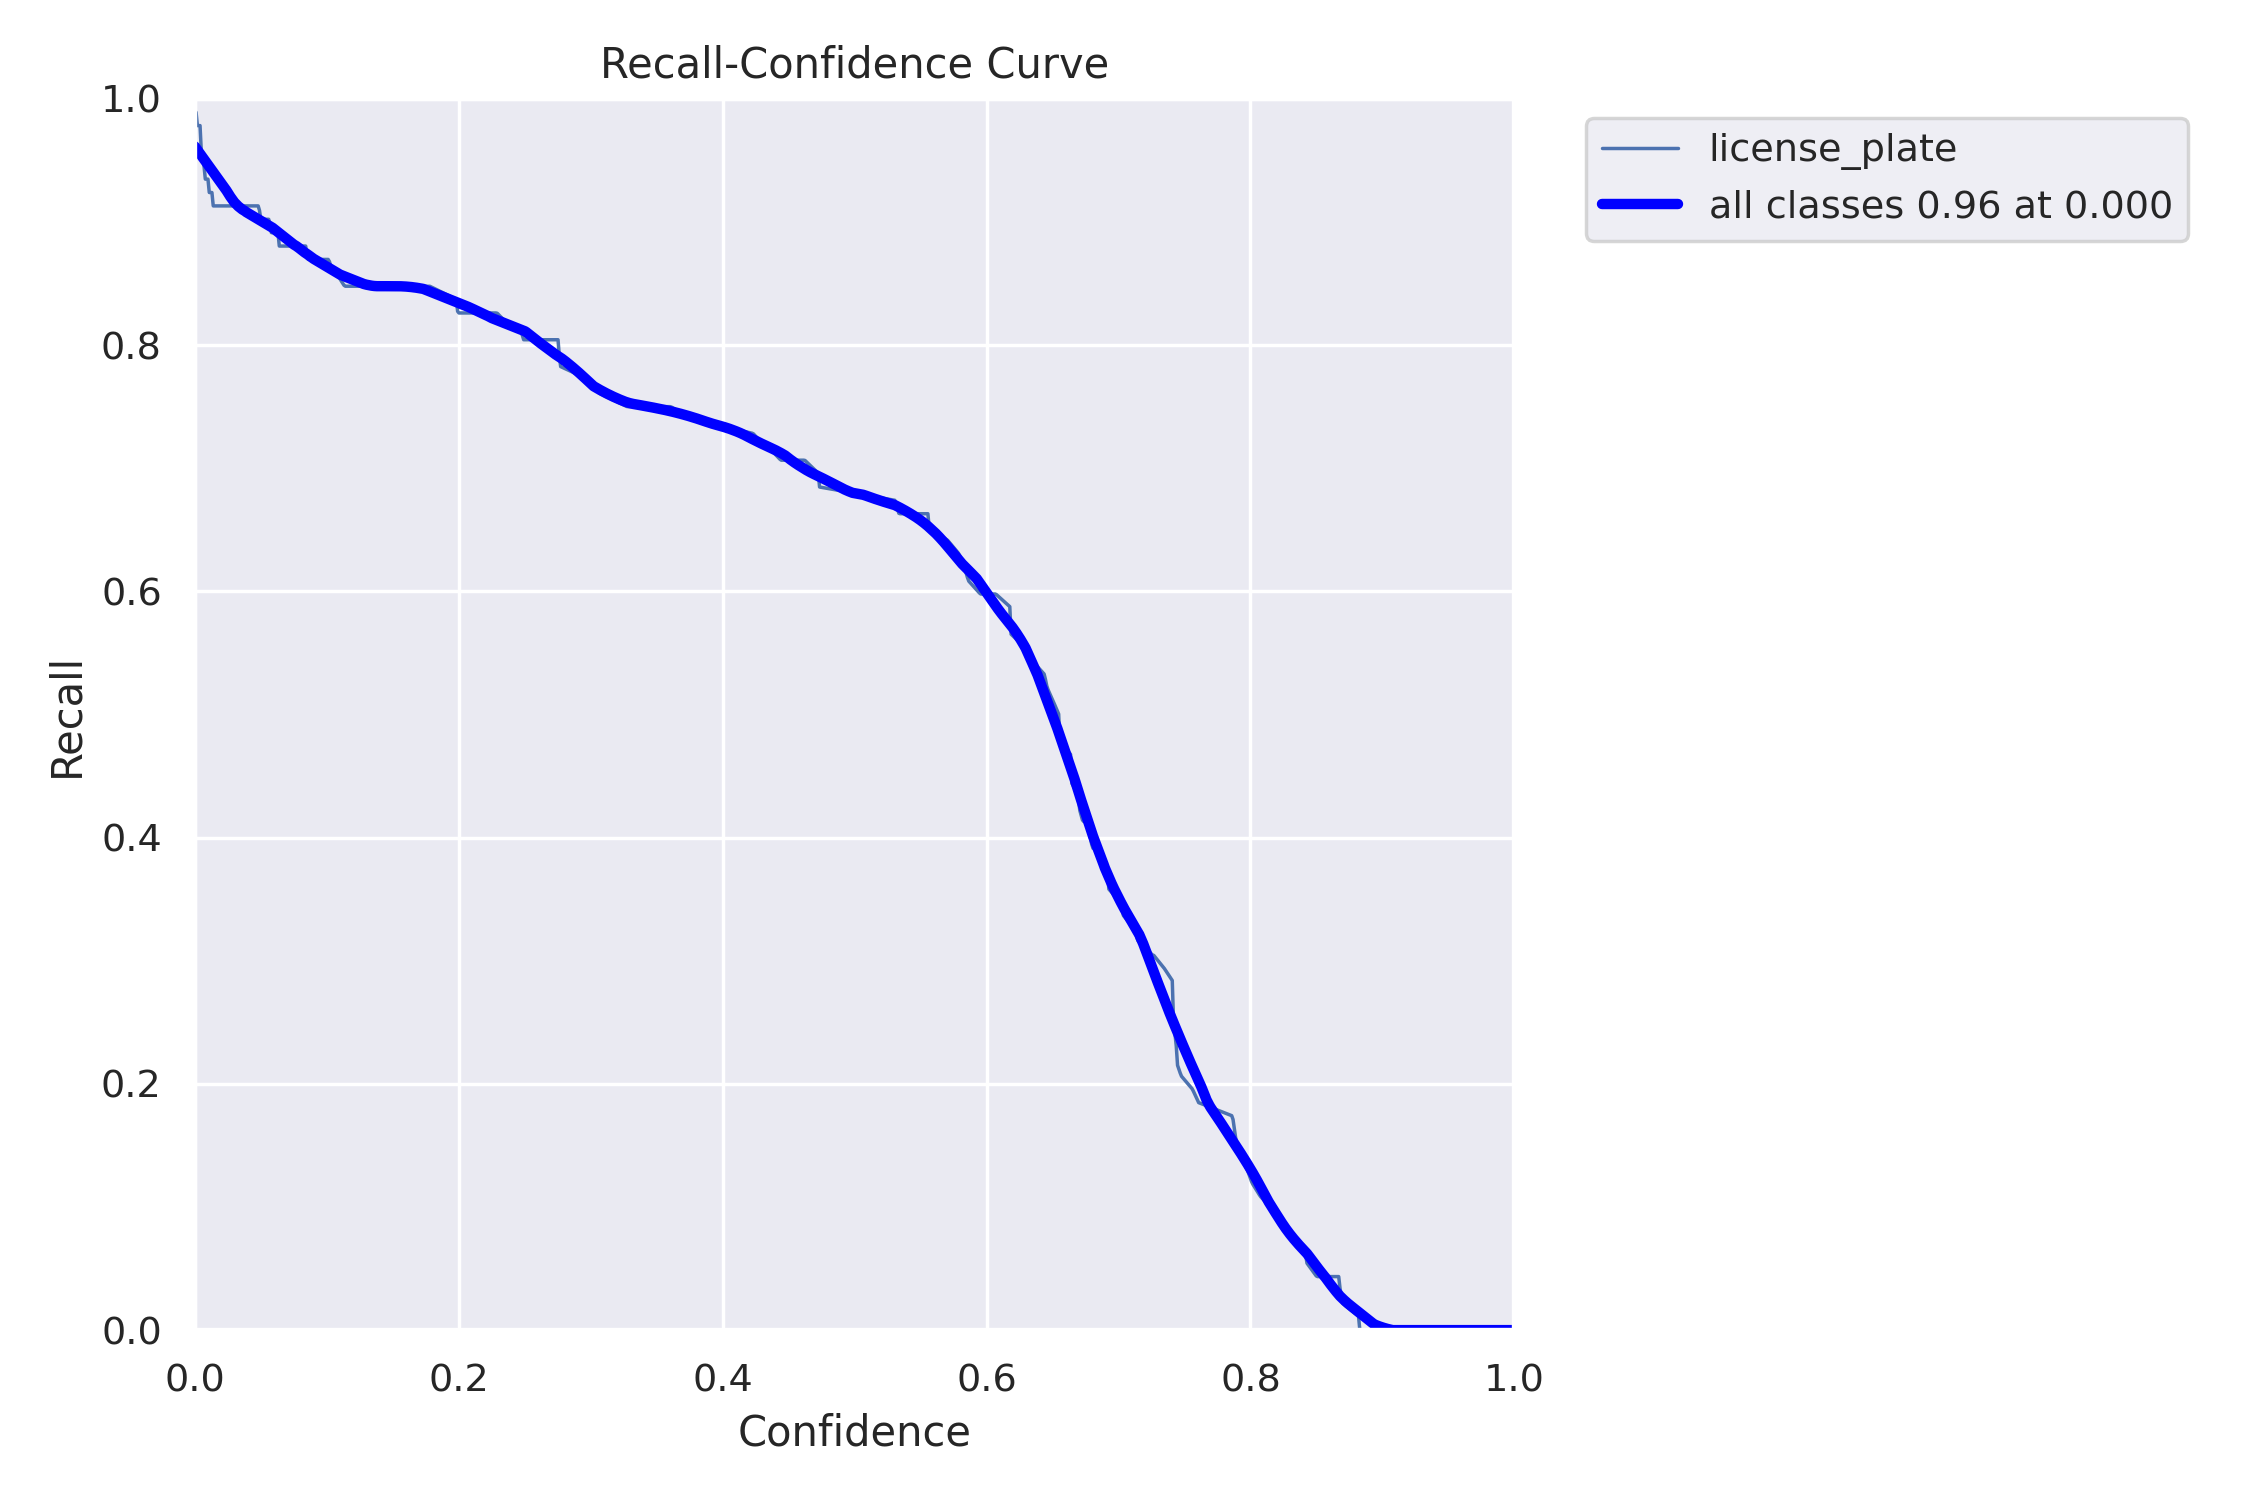 Recall-Confidence Curve
1.0
0.8
0.6
0.4
0.2
0.0
Recall
0.0 0.2 0.4 0.6 0.8 1.0
Confidence
license_plate
all classes 0.96 at 0.000